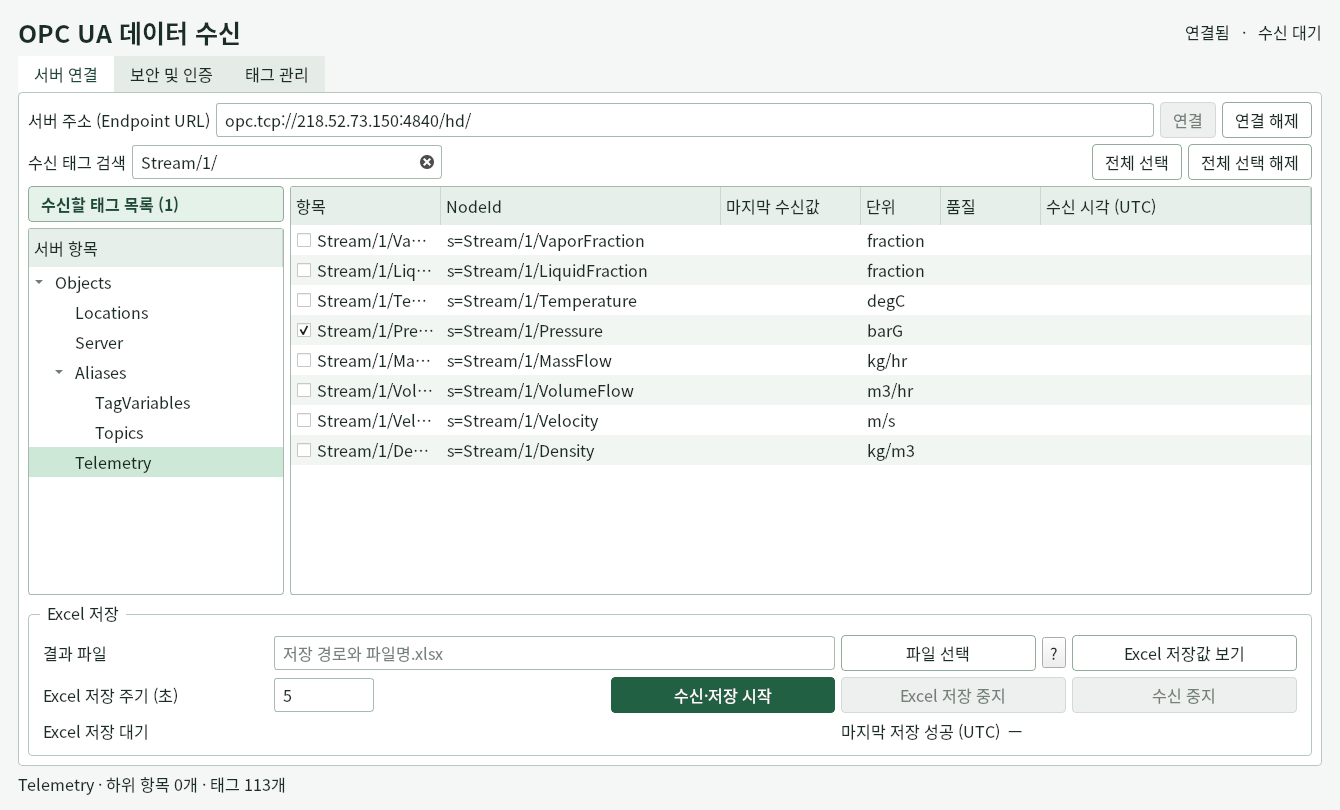 OPC UA 데이터 수신
연결됨 · 수신 대기
서버 연결 보안 및 인증 태그 관리
서버 주소 (Endpoint URL) opc.tcp://218.52.73.150:4840/hd/ 연결 연결 해제
수신 태그 검색 Stream/1/ 전체 선택 전체 선택 해제
수신할 태그 목록 (1)
서버 항목
Objects
Locations
Server
Aliases
TagVariables
Topics
Telemetry
항목 NodeId 마지막 수신값 단위 품질 수신 시각 (UTC)
Stream/1/Va··· s=Stream/1/VaporFraction fraction
Stream/1/Liq··· s=Stream/1/LiquidFraction fraction
Stream/1/Te··· s=Stream/1/Temperature degC
Stream/1/Pre··· s=Stream/1/Pressure barG
Stream/1/Ma··· s=Stream/1/MassFlow kg/hr
Stream/1/Vol··· s=Stream/1/VolumeFlow m3/hr
Stream/1/Vel··· s=Stream/1/Velocity m/s
Stream/1/De··· s=Stream/1/Density kg/m3
Excel 저장
결과 파일 저장 경로와 파일명.xlsx 파일 선택 ? Excel 저장값 보기
Excel 저장 주기 (초) 5 수신·저장 시작 Excel 저장 중지 수신 중지
Excel 저장 대기 마지막 저장 성공 (UTC) —
Telemetry · 하위 항목 0개 · 태그 113개